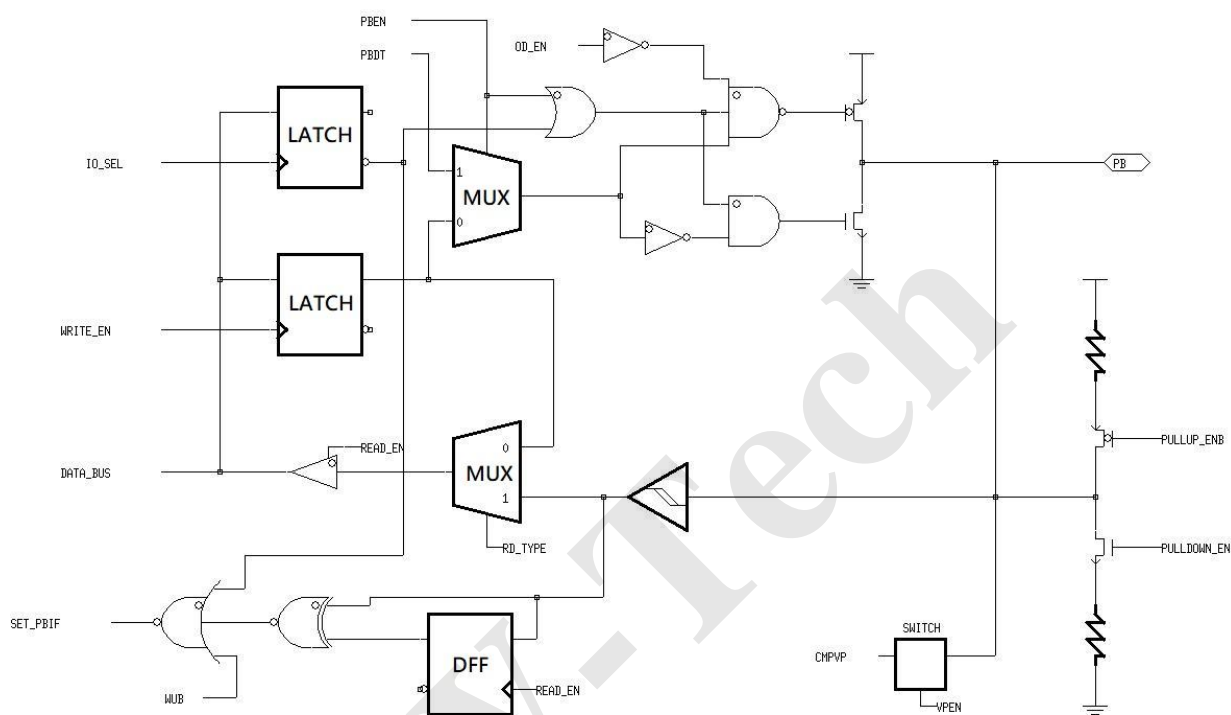 PBEN
OD_EN
PBDT
LATCH
IO_SEL
1
MUX
0
PB
LATCH
WRITE_EN
READ_EN
0
PULLUP_ENB
DATA_BUS
MUX
1
RD_TYPE
PULLDOWN_EN
SET_PBIF
SWITCH
DFF
CMPVP
READ_EN
WUB
VPEN
-Tech